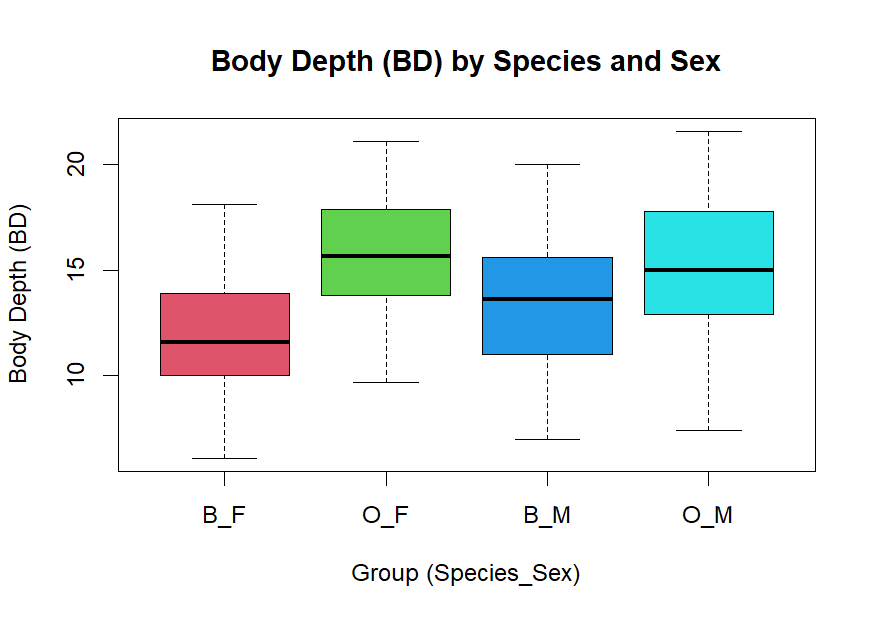 Body Depth (BD) by Species and Sex
Body Depth (BD)
20
15
10
B_F O_F B_M O_M
Group (Species_Sex)